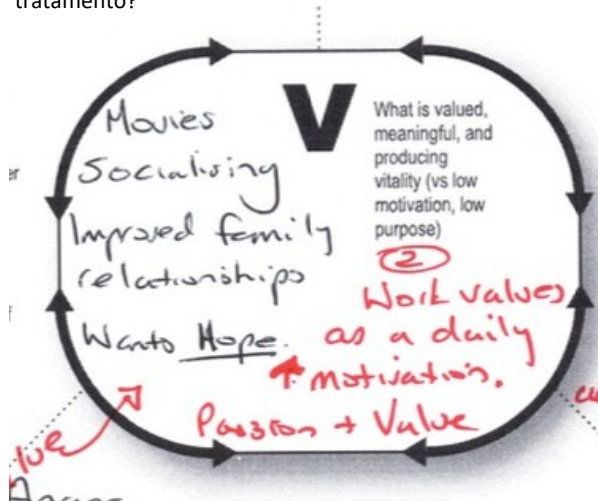 tratamento?
V
Movies
Socialising
Improved family
relationships
Wants Hope.
What is valued,
meaningful, and
producing
vitality (vs low
motivation, low
purpose)
2
Work values
as a daily
motivation.
Passion + Value